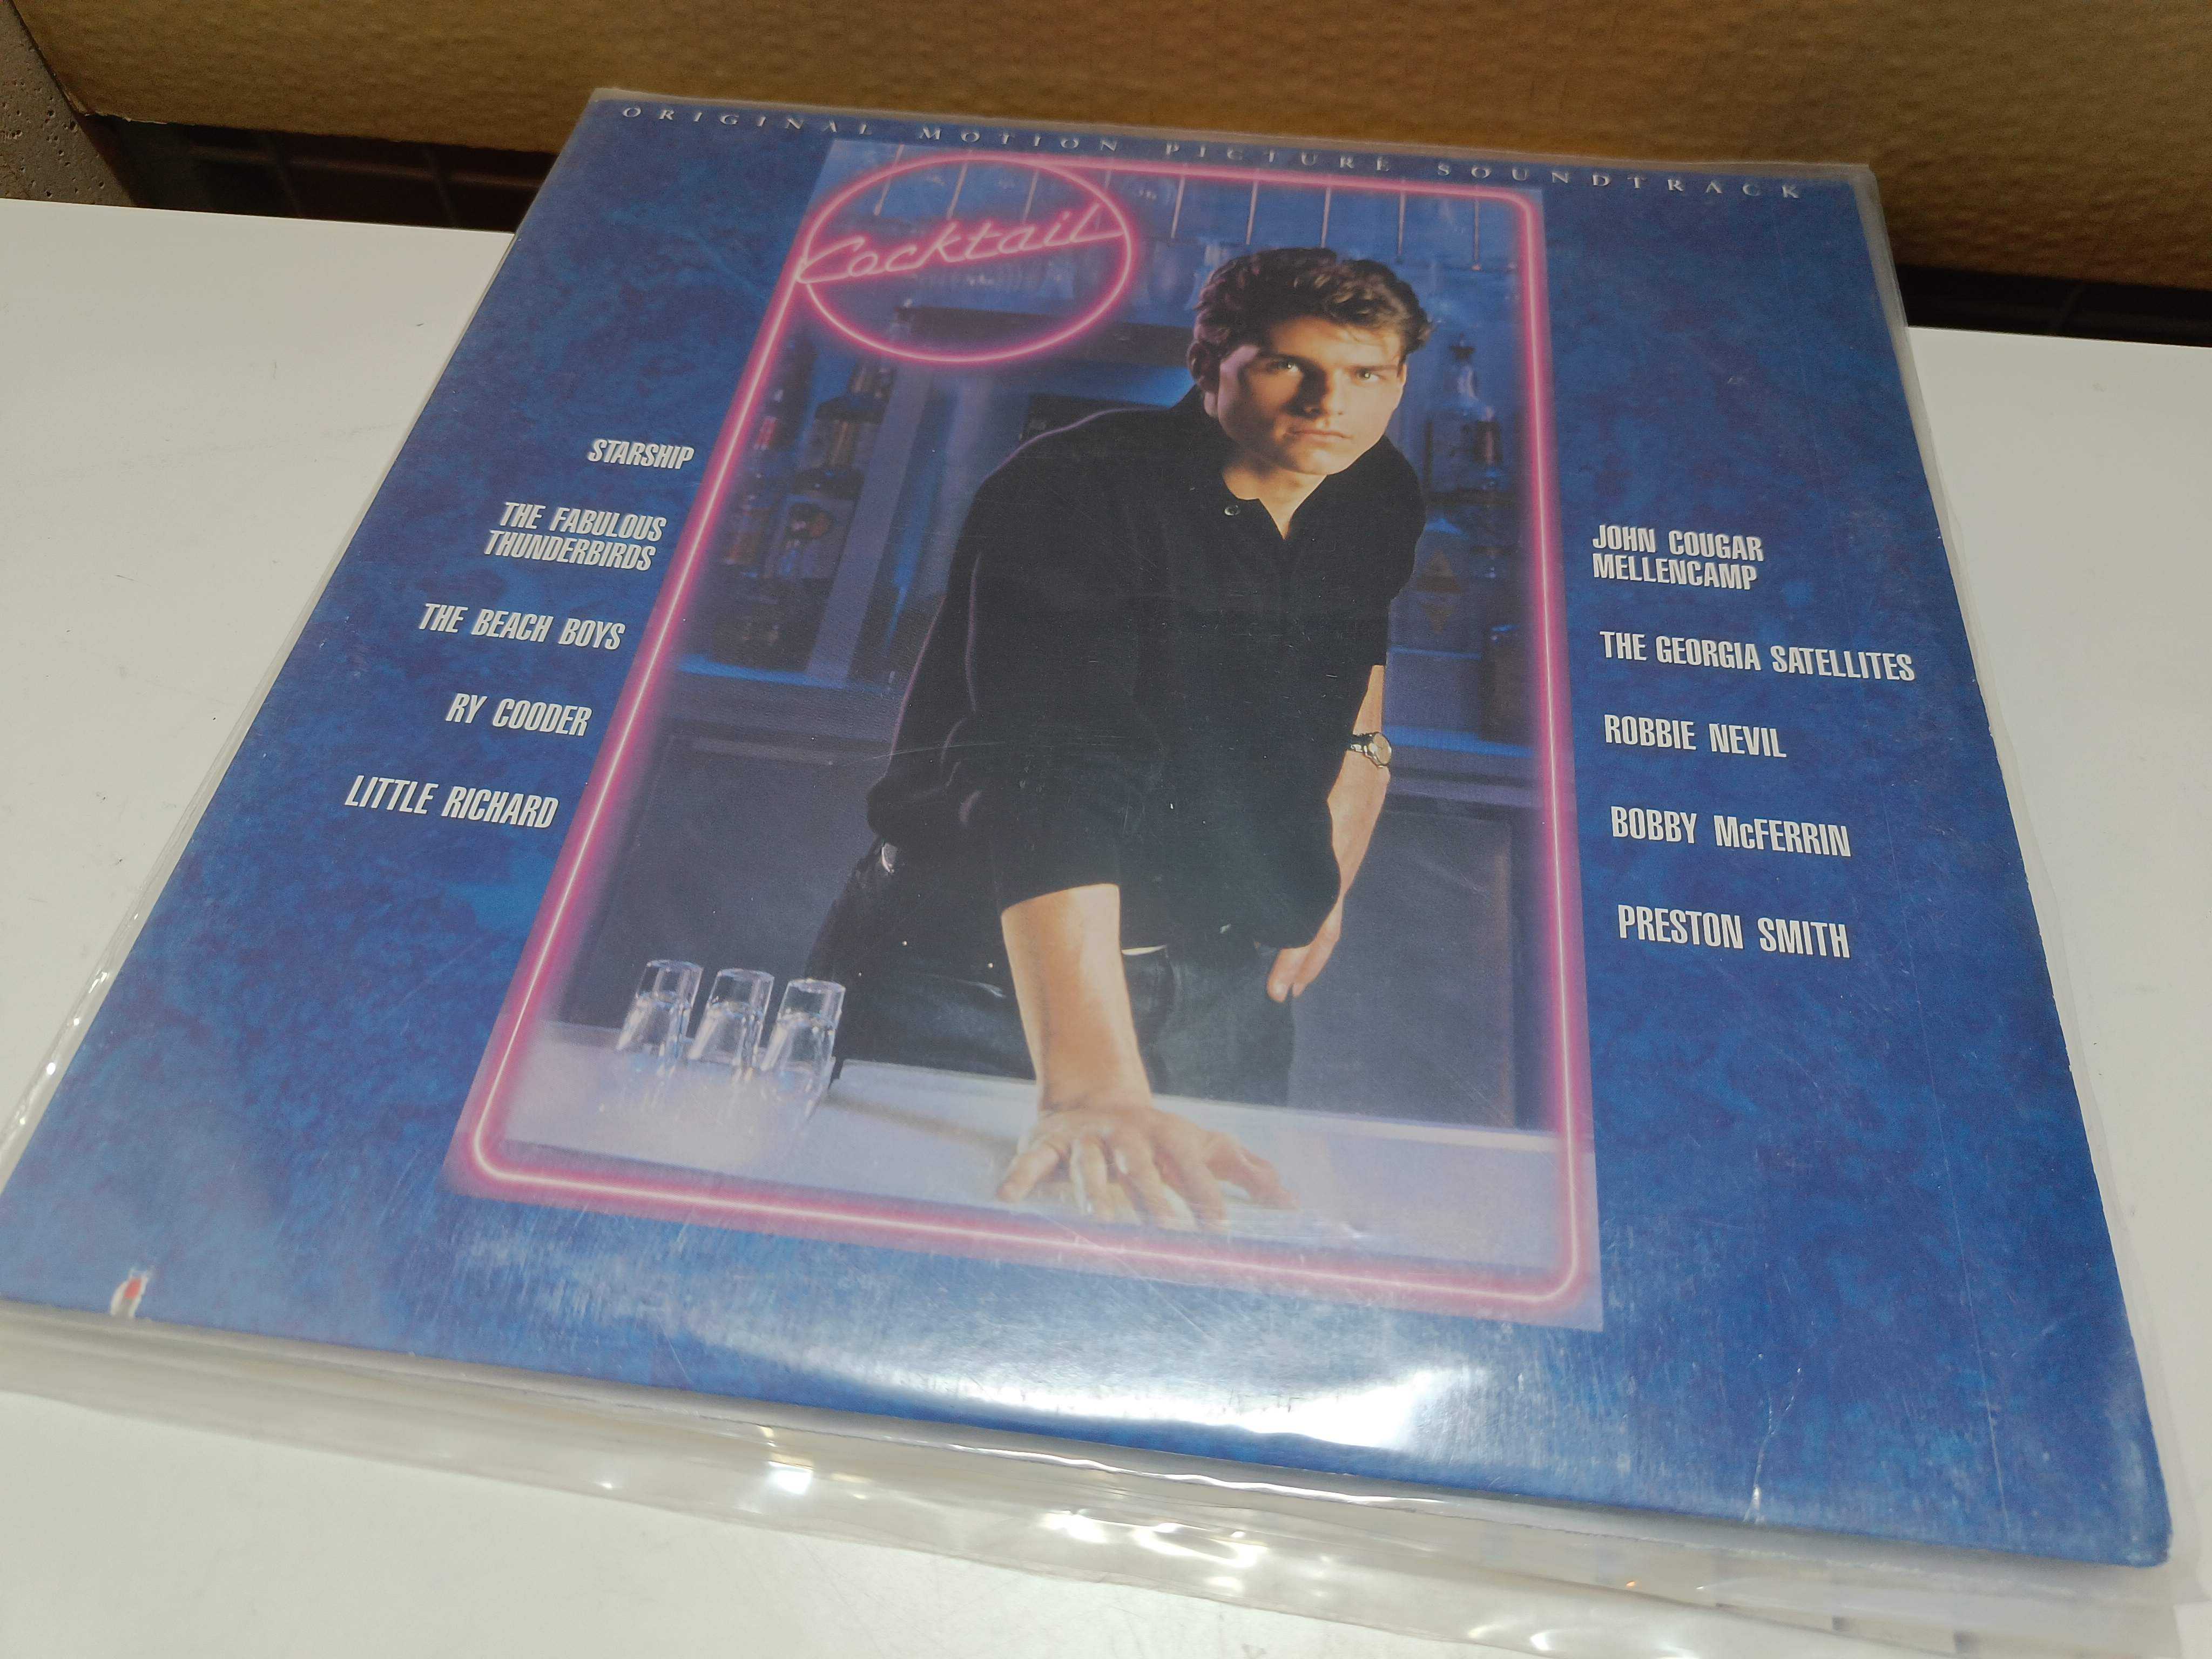 ORIGINAL MOTION PICTURE SOUNDTRACK
Cocktail
STARSHIP
THE FABULOUS
THUNDERBIRDS
THE BEACH BOYS
RY COODER
LITTLE RICHARD
JOHN COUGAR
MELLENCAMP
THE GEORGIA SATELLITES
ROBBIE NEVIL
BOBBY McFERRIN
PRESTON SMITH